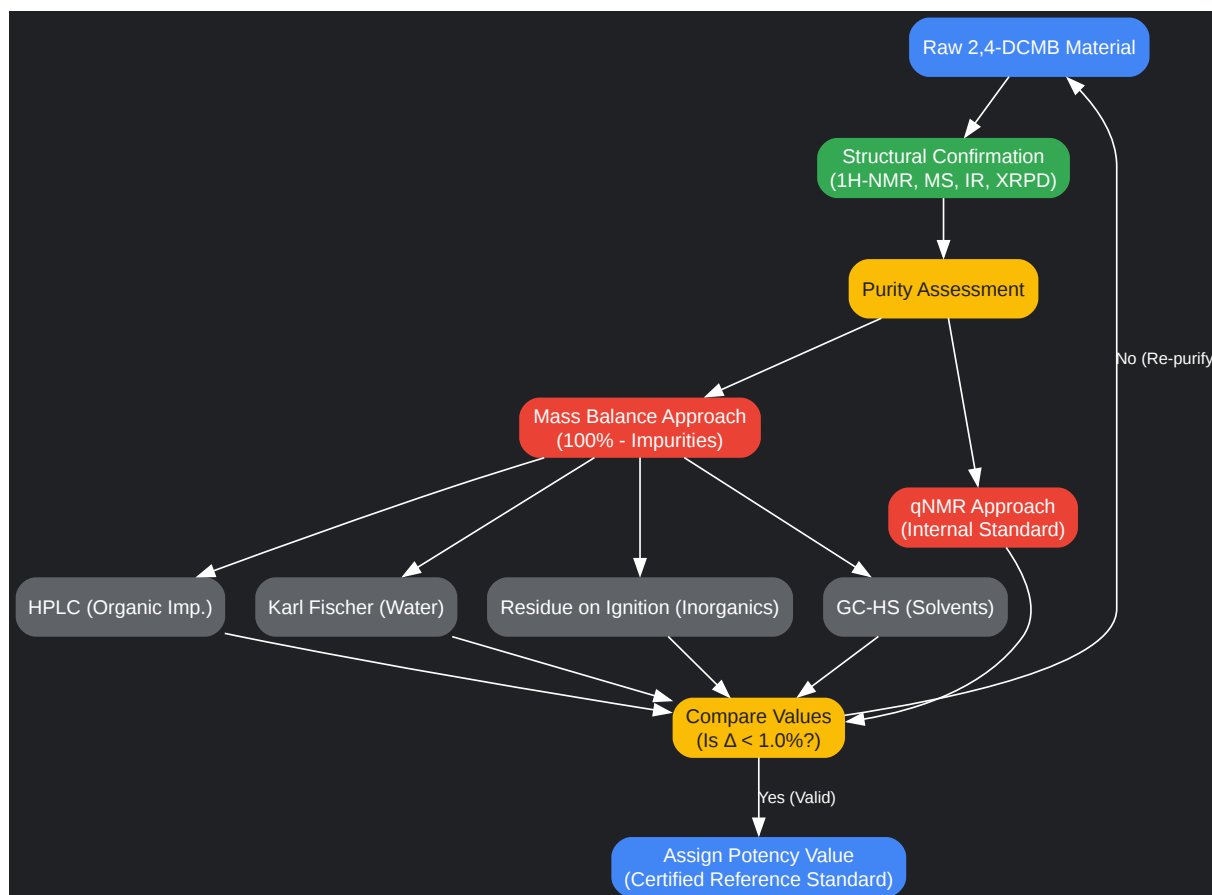 Raw 2,4-DCMB Material
Structural Confirmation
(1H-NMR, MS, IR, XRPD)
Purity Assessment
No (Re-purify
Mass Balance Approach
(100% - Impurities)
qNMR Approach
(Internal Standard)
HPLC (Organic Imp.)
Karl Fischer (Water)
Residue on Ignition (Inorganics)
GC-HS (Solvents)
Compare Values
(Is Δ < 1.0%?)
Yes (Valid)
Assign Potency Value
(Certified Reference Standard)